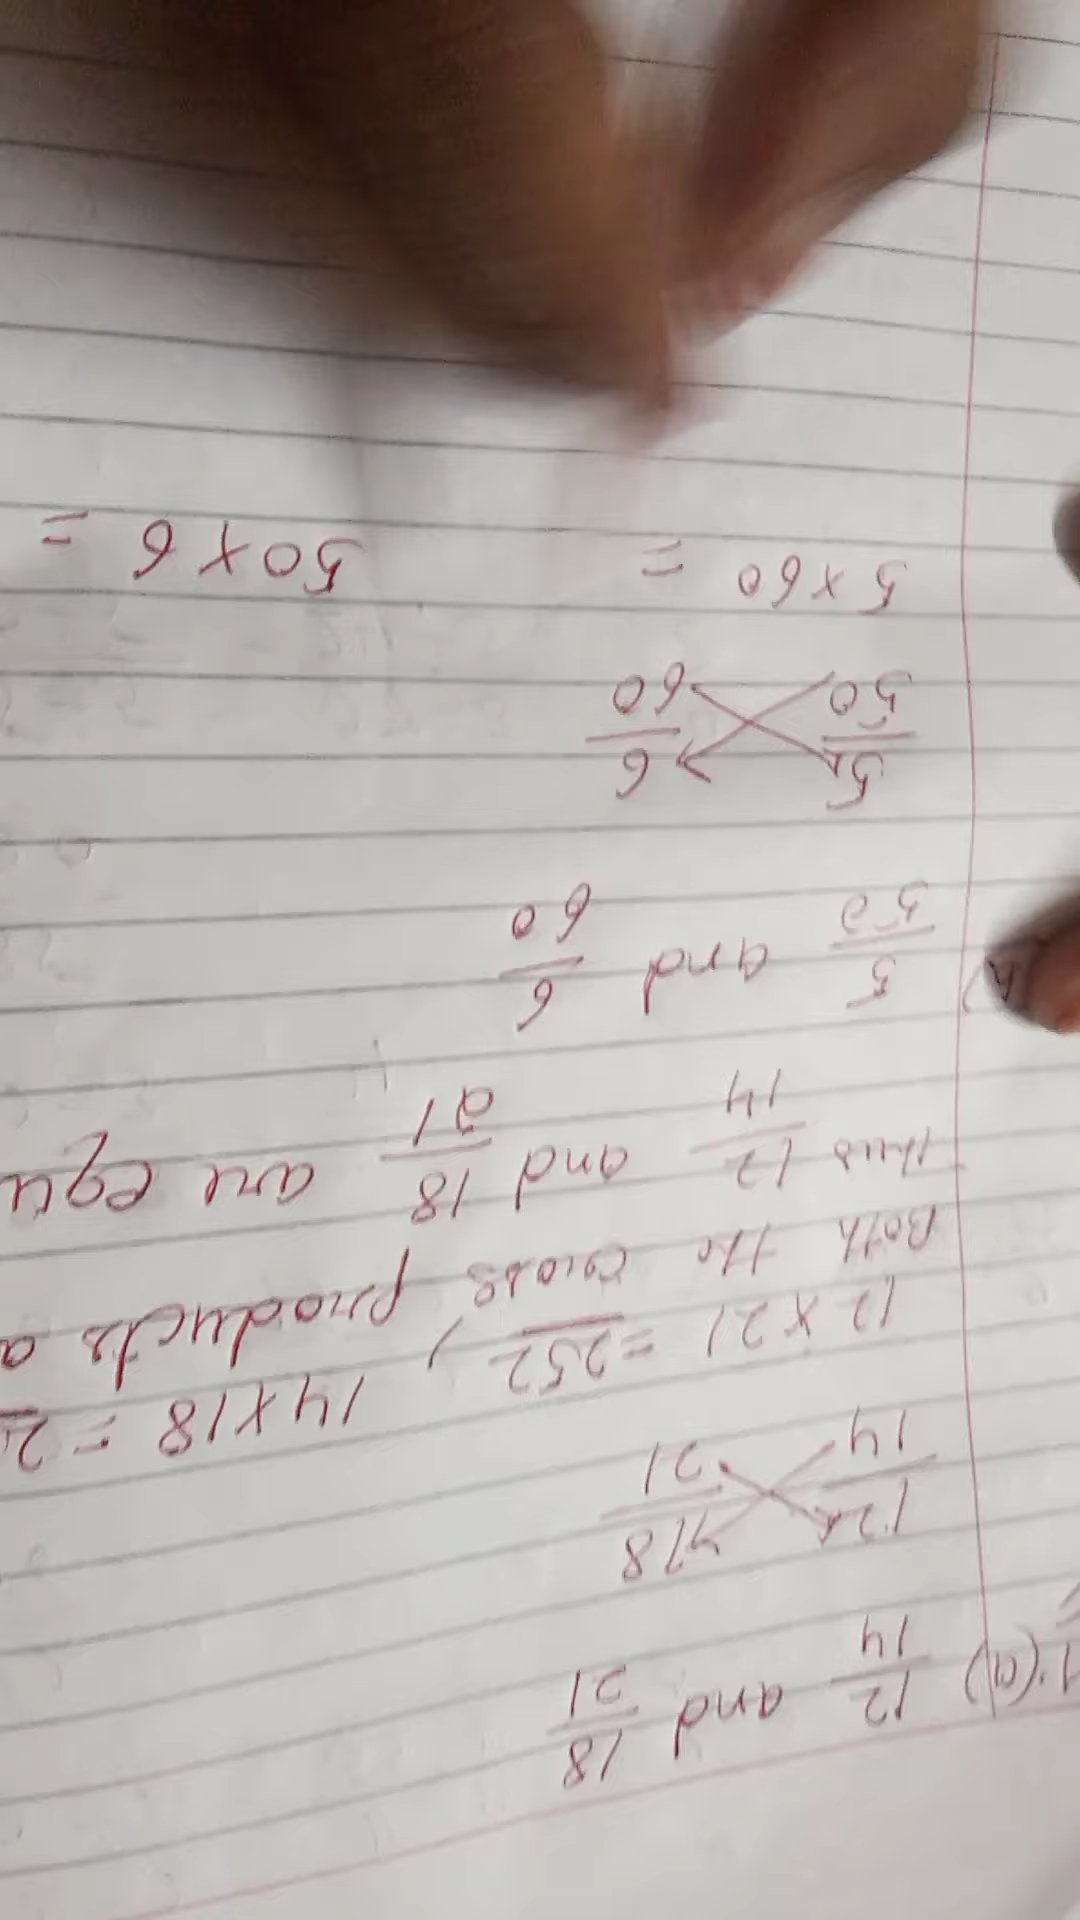 1.(a) 12/14 and 18/21
12/14 18/21
12 x 21 = 252, 14 x 18 = 2
Both the cross products a
thus 12/14 and 18/21 are equ
5/50 and 6/60
5/50 6/60
5 x 60 = 50 x 6 =